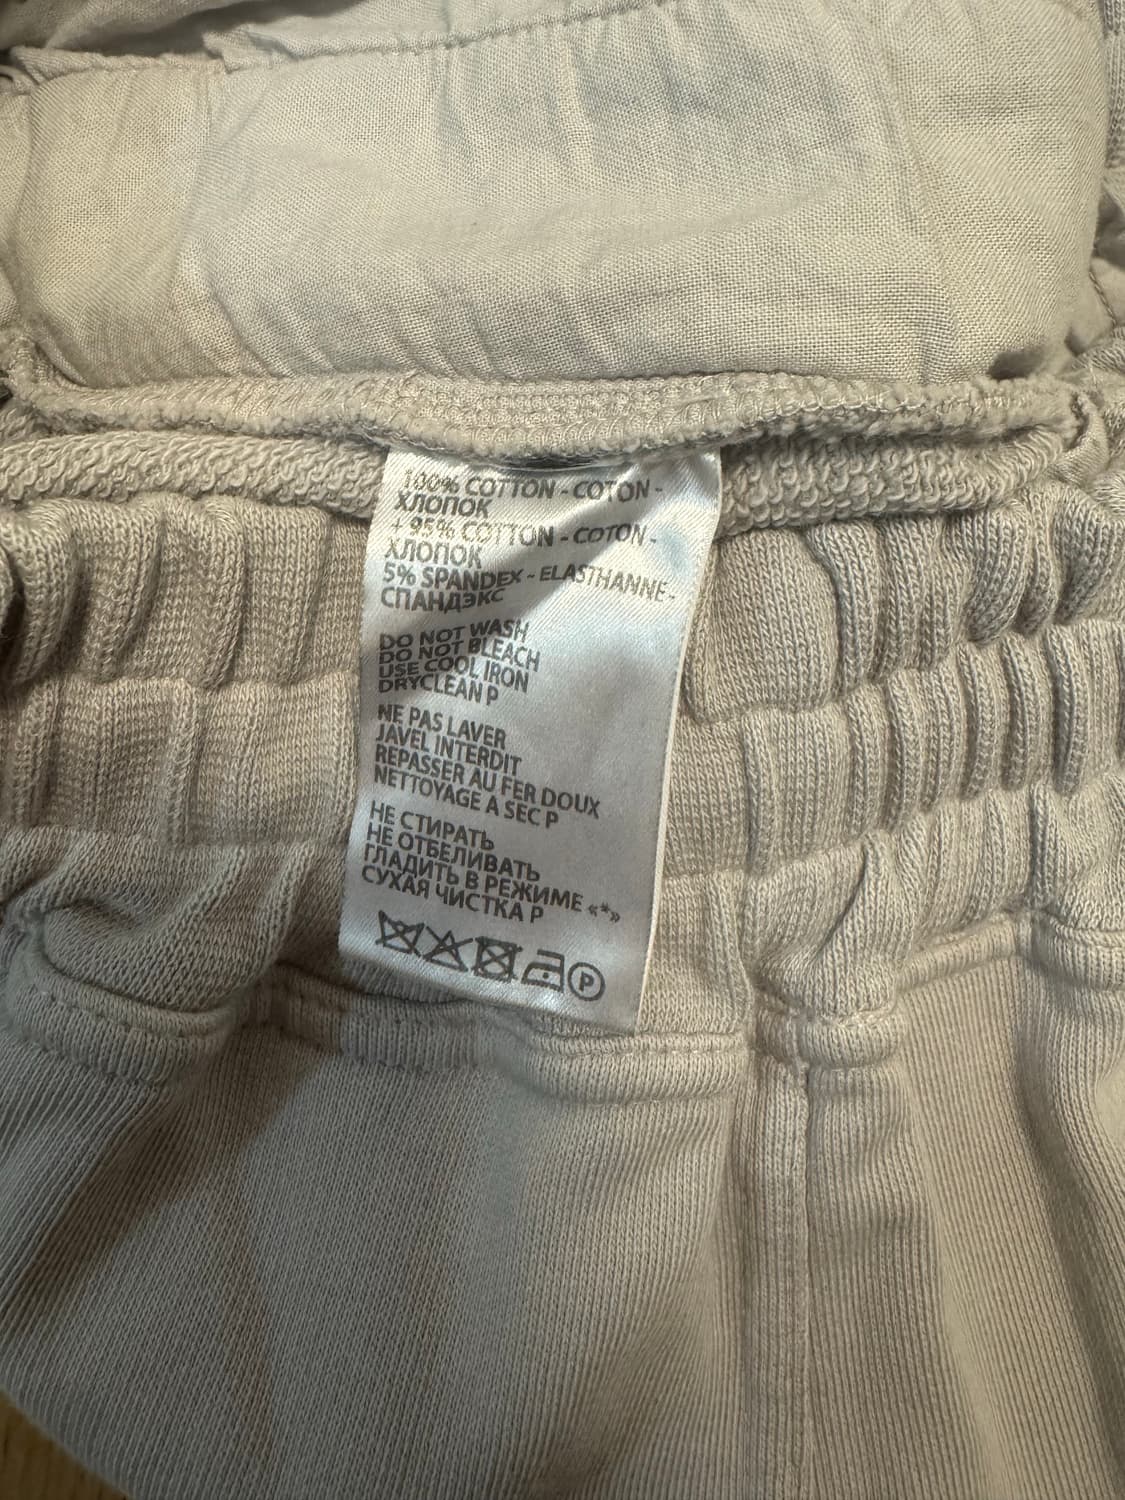 100% COTTON - COTON -
ХЛОПОК
+ 95% COTTON - COTON -
ХЛОПОК
5% SPANDEX - ELASTHANNE -
СПАНДЭКС
DO NOT WASH
DO NOT BLEACH
USE COOL IRON
DRYCLEAN P
NE PAS LAVER
JAVEL INTERDIT
REPASSER AU FER DOUX
NETTOYAGE A SEC P
НЕ СТИРАТЬ
НЕ ОТБЕЛИВАТЬ
ГЛАДИТЬ В РЕЖИМЕ «*»
СУХАЯ ЧИСТКА P
P